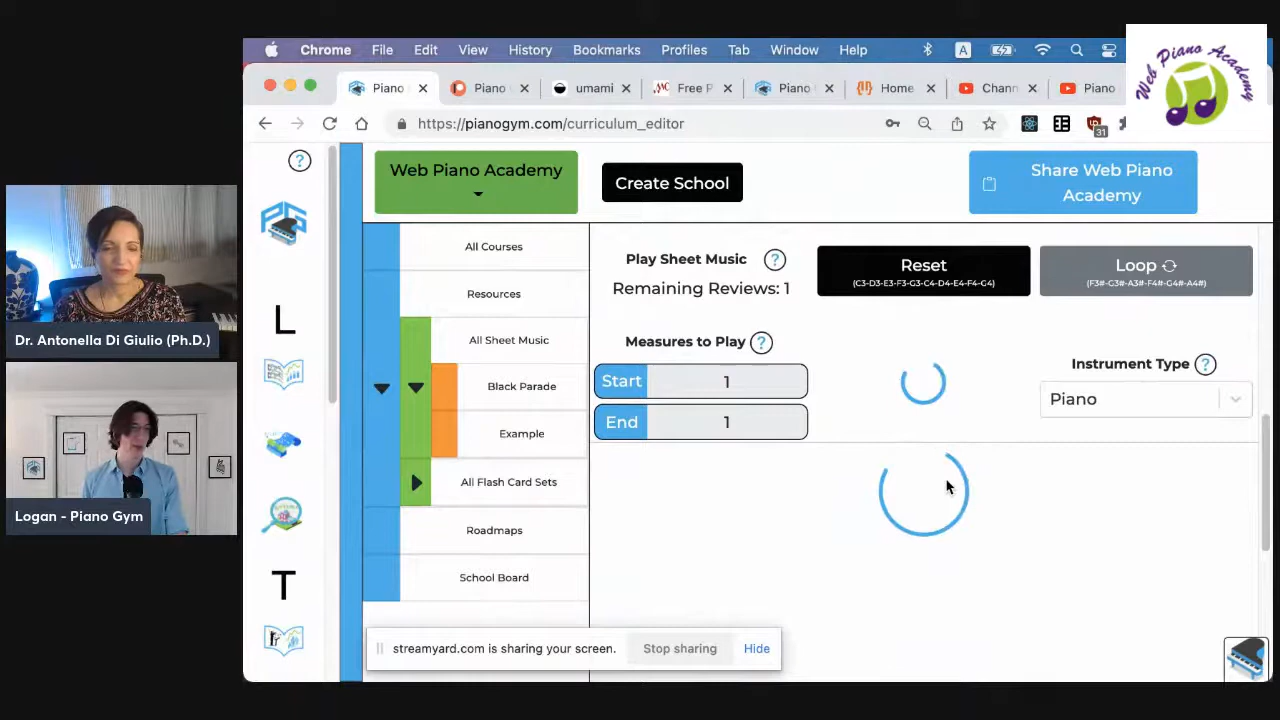 Chrome File Edit View History Bookmarks Profiles Tab Window Help
A
Piano
Piano
umami
Free P
Piano
Home
Chann
Piano
Web Piano Academy
https://pianogym.com/curriculum_editor
31
?
Web Piano Academy
Create School
Share Web Piano
Academy
PG
L
T
All Courses
Resources
All Sheet Music
Black Parade
Example
All Flash Card Sets
Roadmaps
School Board
Play Sheet Music ?
Remaining Reviews: 1
Reset
(C3-D3-E3-F3-G3-C4-D4-E4-F4-G4)
Loop
(F3#-G3#-A3#-F4#-G4#-A4#)
Measures to Play ?
Start 1
End 1
Instrument Type ?
Piano
Dr. Antonella Di Giulio (Ph.D.)
Logan - Piano Gym
streamyard.com is sharing your screen. Stop sharing Hide